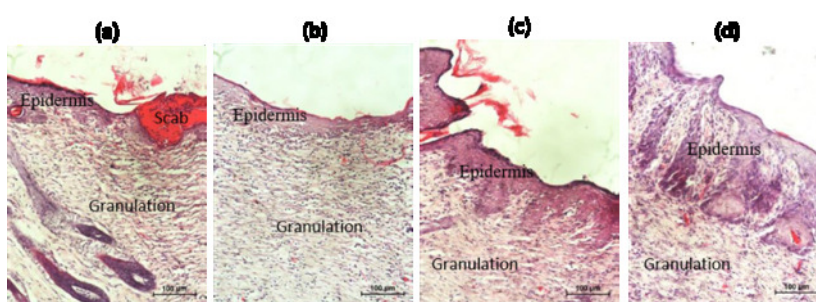 (a)
(b)
(c)
(d)
Epidermis
Scab
Granulation
100 µm
Epidermis
Granulation
100 µm
Epidermis
Granulation
100 µm
Epidermis
Granulation
100 µm